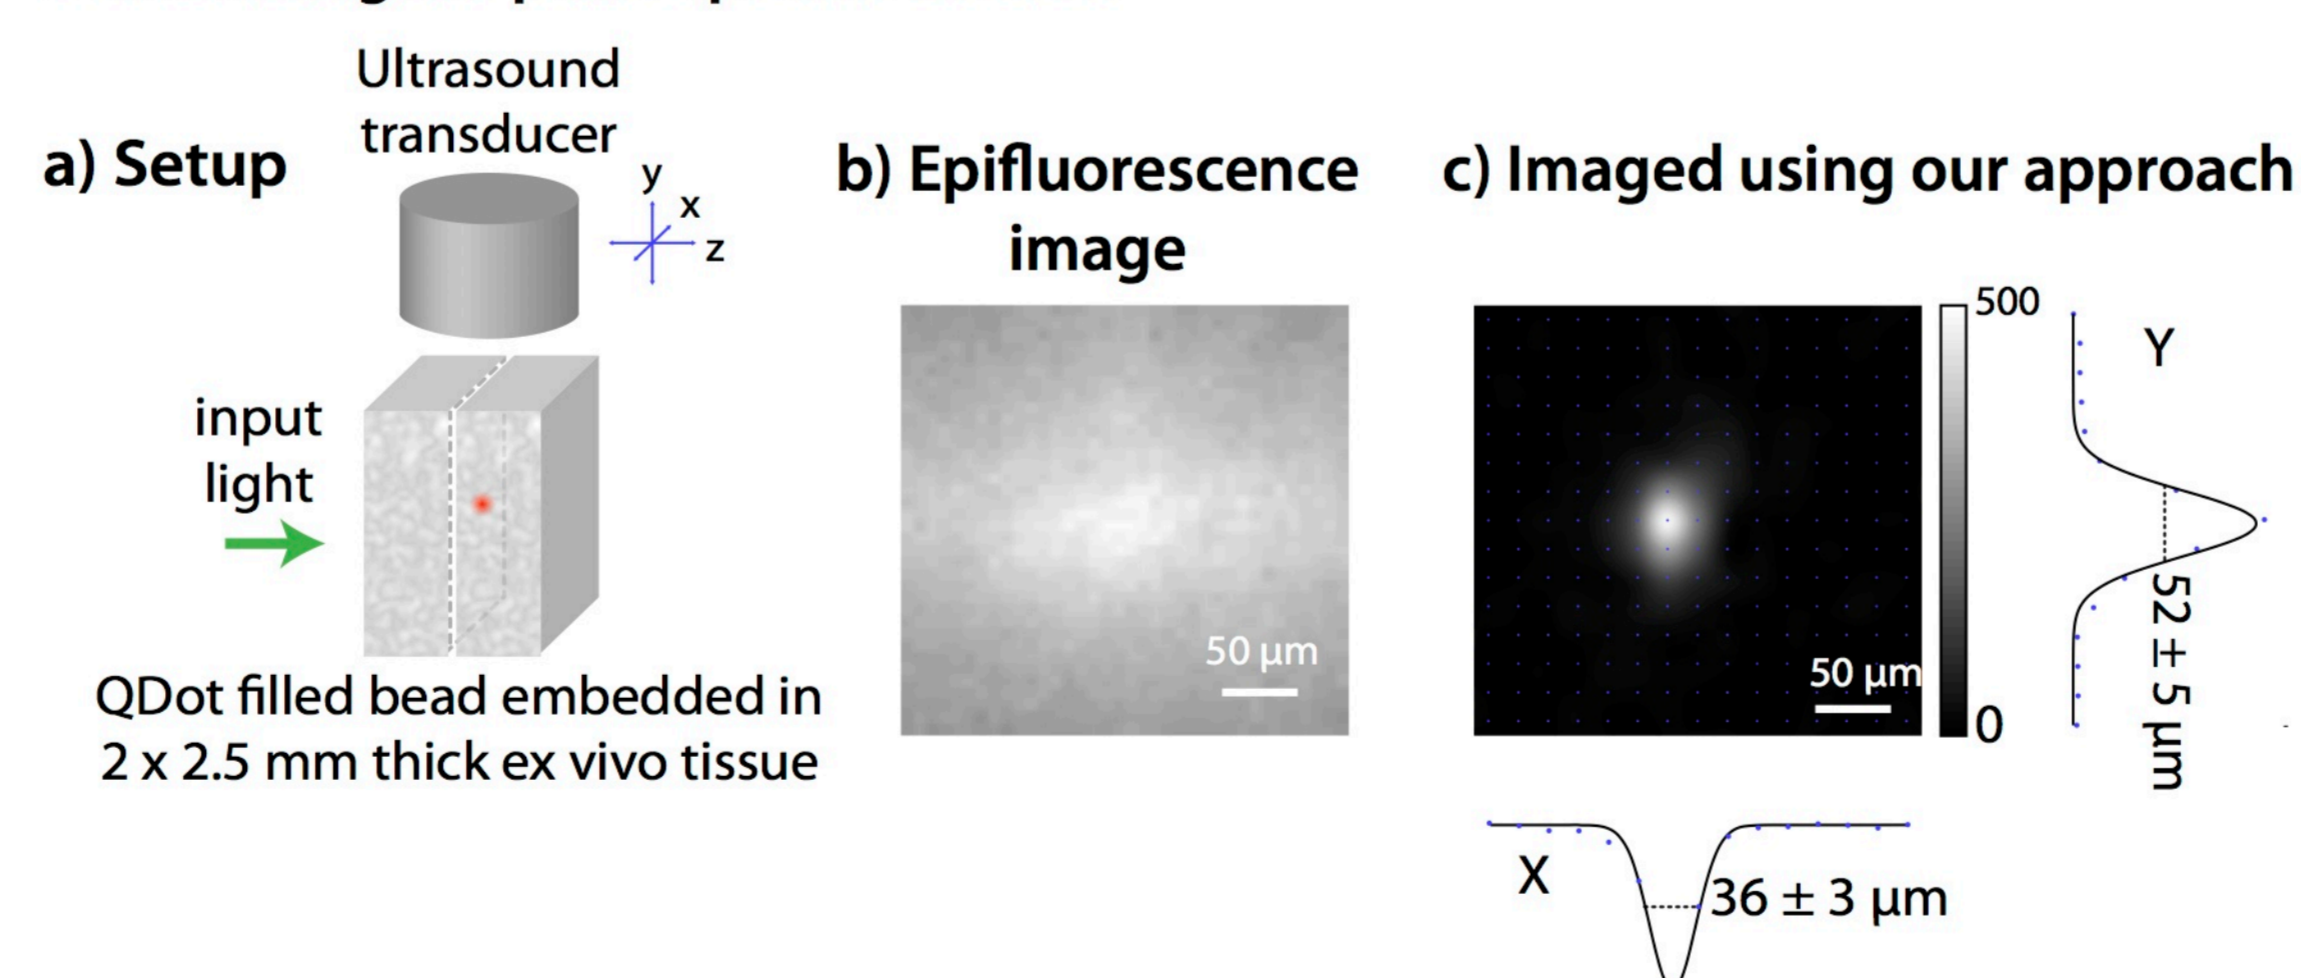 Ultrasound
transducer
a) Setup
y
x
z
input
light
QDot filled bead embedded in
2 x 2.5 mm thick ex vivo tissue
b) Epifluorescence
image
50 µm
c) Imaged using our approach
500
0
50 µm
Y
52 ± 5 µm
X
36 ± 3 µm